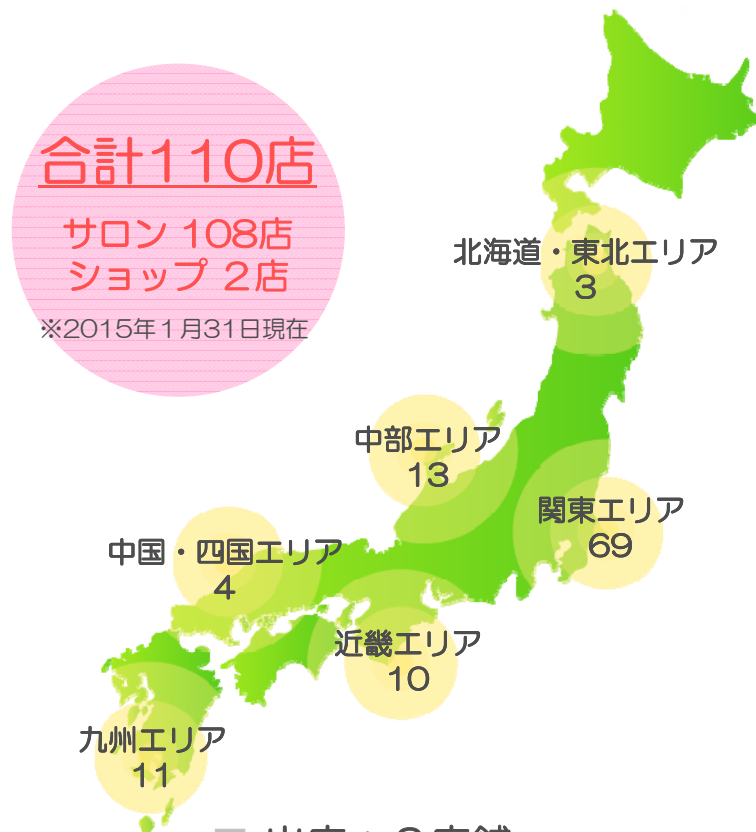 合計110店
サロン 108店
ショップ 2店
※2015年1月31日現在
北海道・東北エリア
3
中部エリア
13
関東エリア
69
中国・四国エリア
4
近畿エリア
10
九州エリア
11